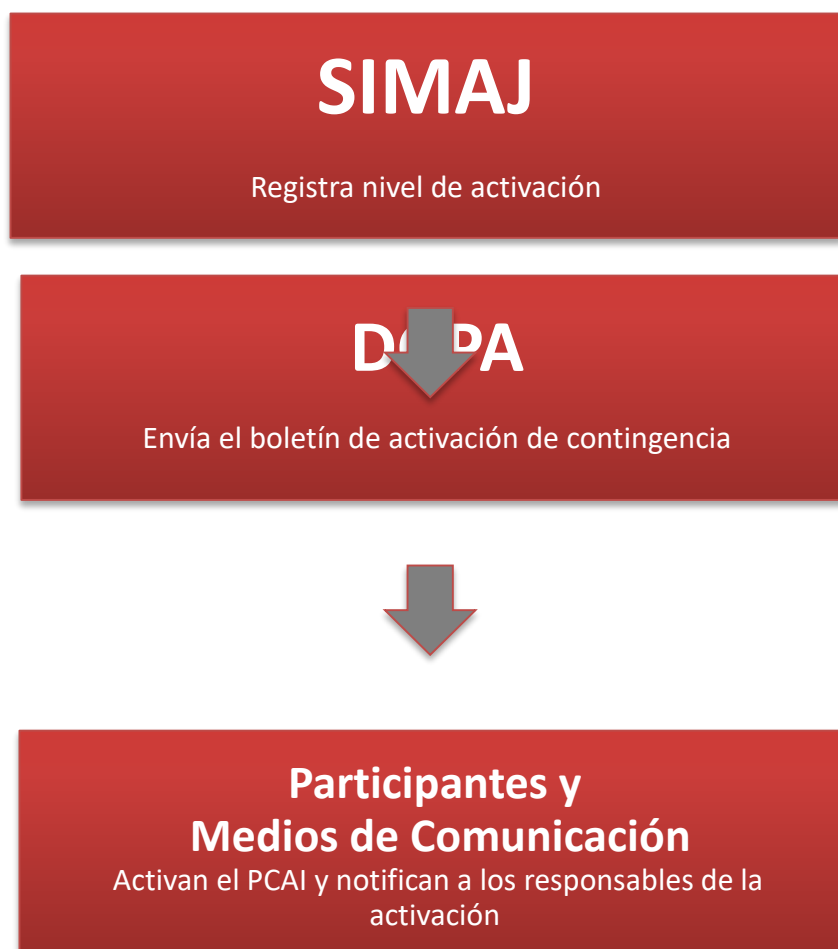 SIMAJ
Registra nivel de activación
Envía el boletín de activación de contingencia
Participantes y
Medios de Comunicación
Activan el PCAI y notifican a los responsables de la
activación